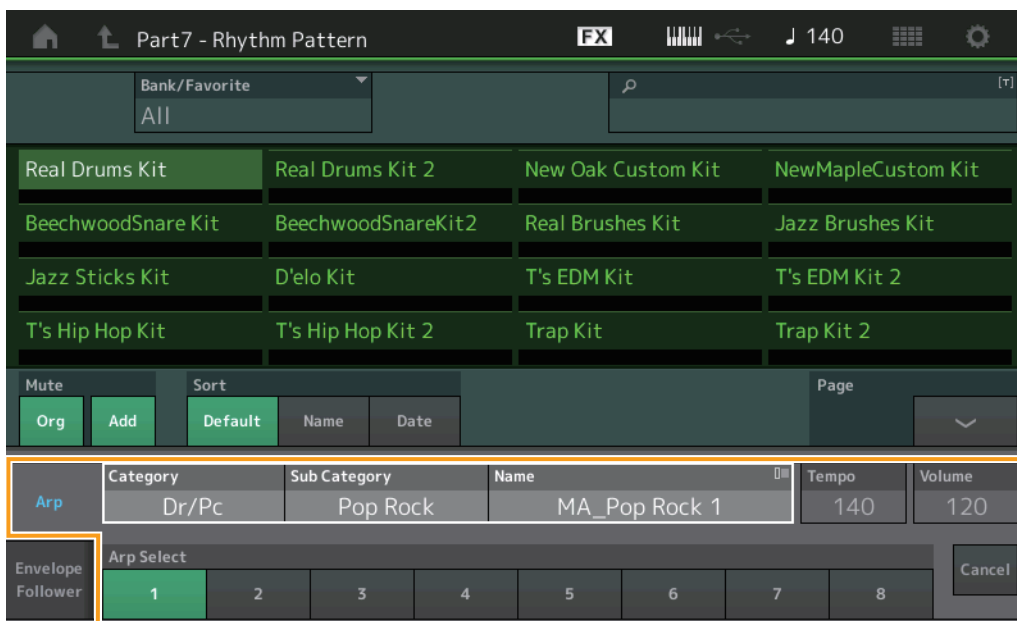 Part7 - Rhythm Pattern FX ♩ 140
Bank/Favorite
[T]
All
Real Drums Kit Real Drums Kit 2 New Oak Custom Kit NewMapleCustom Kit
BeechwoodSnare Kit BeechwoodSnareKit2 Real Brushes Kit Jazz Brushes Kit
Jazz Sticks Kit D'elo Kit T's EDM Kit T's EDM Kit 2
T's Hip Hop Kit T's Hip Hop Kit 2 Trap Kit Trap Kit 2
Mute Sort Page
Org Add Default Name Date
Category Sub Category Name Tempo Volume
Arp Dr/Pc Pop Rock MA_Pop Rock 1 140 120
Arp Select
Envelope Follower 1 2 3 4 5 6 7 8 Cancel